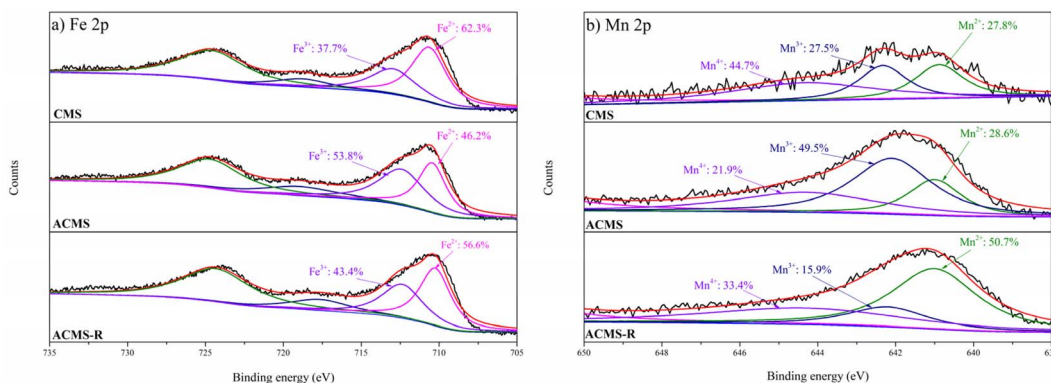 a) Fe 2p
Fe²⁺: 62.3%
Fe³⁺: 37.7%
CMS
Fe²⁺: 46.2%
Fe³⁺: 53.8%
ACMS
Fe²⁺: 56.6%
Fe³⁺: 43.4%
ACMS-R
Counts
735 730 725 720 715 710 705
Binding energy (eV)
b) Mn 2p
Mn²⁺: 27.8%
Mn³⁺: 27.5%
Mn⁴⁺: 44.7%
CMS
Mn²⁺: 28.6%
Mn³⁺: 49.5%
Mn⁴⁺: 21.9%
ACMS
Mn²⁺: 50.7%
Mn³⁺: 15.9%
Mn⁴⁺: 33.4%
ACMS-R
Counts
650 648 646 644 642 640
Binding energy (eV)